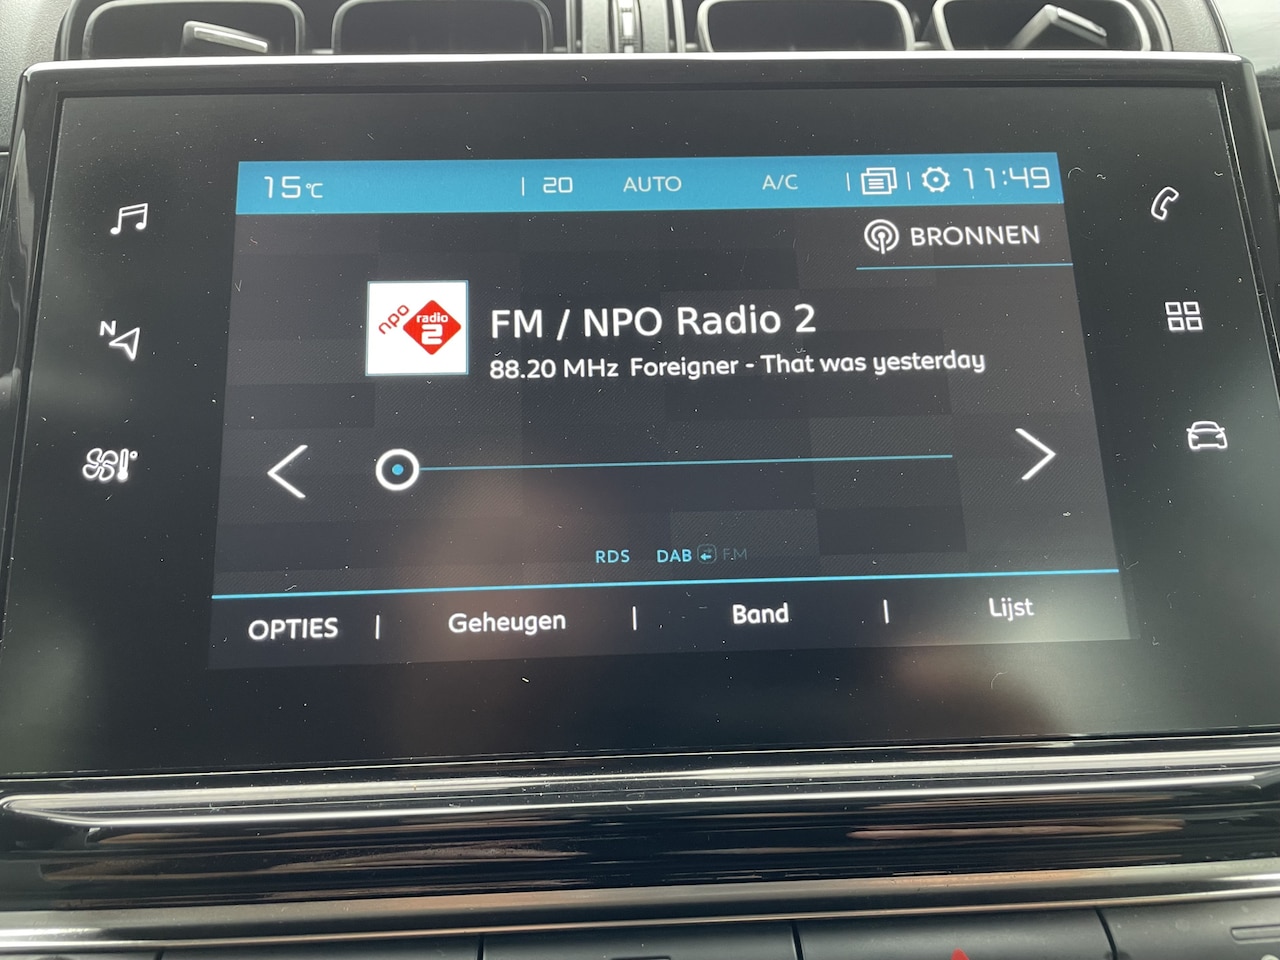 15°C | 20 AUTO A/C | | 11:49
BRONNEN
npo radio 2
FM / NPO Radio 2
88.20 MHz Foreigner - That was yesterday
N
RDS DAB FM
OPTIES | Geheugen | Band | Lijst